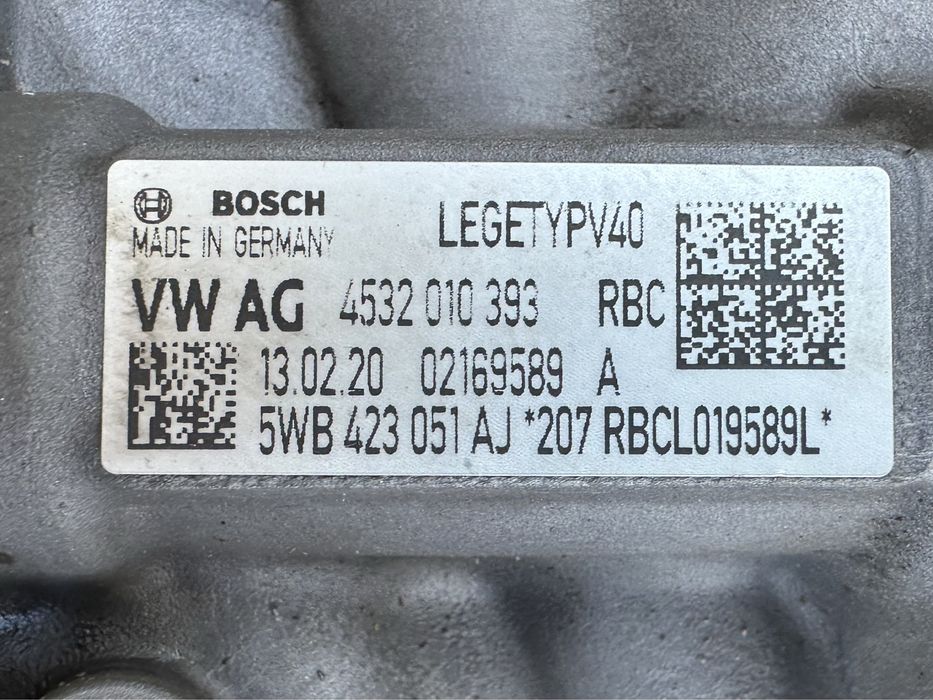 BOSCH
MADE IN GERMANY
LEGETYPV40
VW AG 4532 010 393 RBC
13.02.20 02169589 A
5WB 423 051 AJ *207 RBCL019589L*